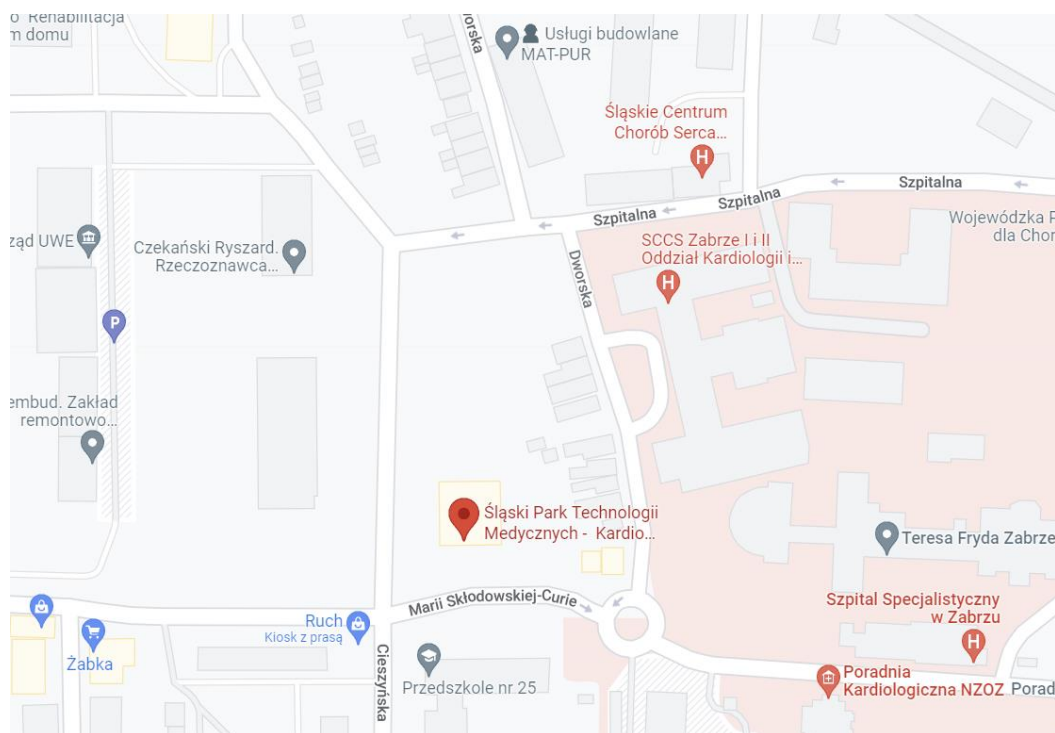 o Rehabilitacja
m domu
orska
Usługi budowlane
MAT-PUR
Śląskie Centrum
Chorób Serca...
H
Szpitalna
Szpitalna
Szpitalna
Wojewódzka P
dla Chor
ząd UWE
Czekański Ryszard.
Rzeczoznawca...
SCCS Zabrze I i II
Oddział Kardiologii i...
H
Dworska
P
embud. Zakład
remontowo...
Śląski Park Technologii
Medycznych - Kardio...
Teresa Fryda Zabrze
Marii Skłodowskiej-Curie
Szpital Specjalistyczny
w Zabrzu
H
Ruch
Kiosk z prasą
Żabka
Cieszyńska
Przedszkole nr 25
Poradnia
Kardiologiczna NZOZ
Porad